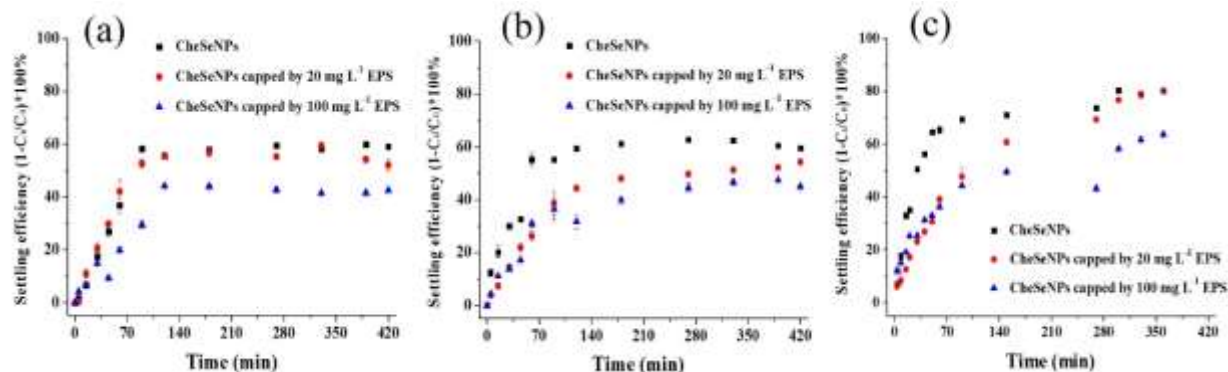 (a)
CheSeNPs
CheSeNPs capped by 20 mg L⁻¹ EPS
CheSeNPs capped by 100 mg L⁻¹ EPS
Settling efficiency (1-Cₜ/C₀)*100%
100
80
60
40
20
0
0 70 140 210 280 350 420
Time (min)
(b)
CheSeNPs
CheSeNPs capped by 20 mg L⁻¹ EPS
CheSeNPs capped by 100 mg L⁻¹ EPS
Settling efficiency (1-Cₜ/C₀)*100%
100
80
60
40
20
0
0 70 140 210 280 350 420
Time (min)
(c)
Settling efficiency (1-Cₜ/C₀)*100%
100
80
60
40
20
0
CheSeNPs
CheSeNPs capped by 20 mg L⁻¹ EPS
CheSeNPs capped by 100 mg L⁻¹ EPS
0 70 140 210 280 350 420
Time (min)